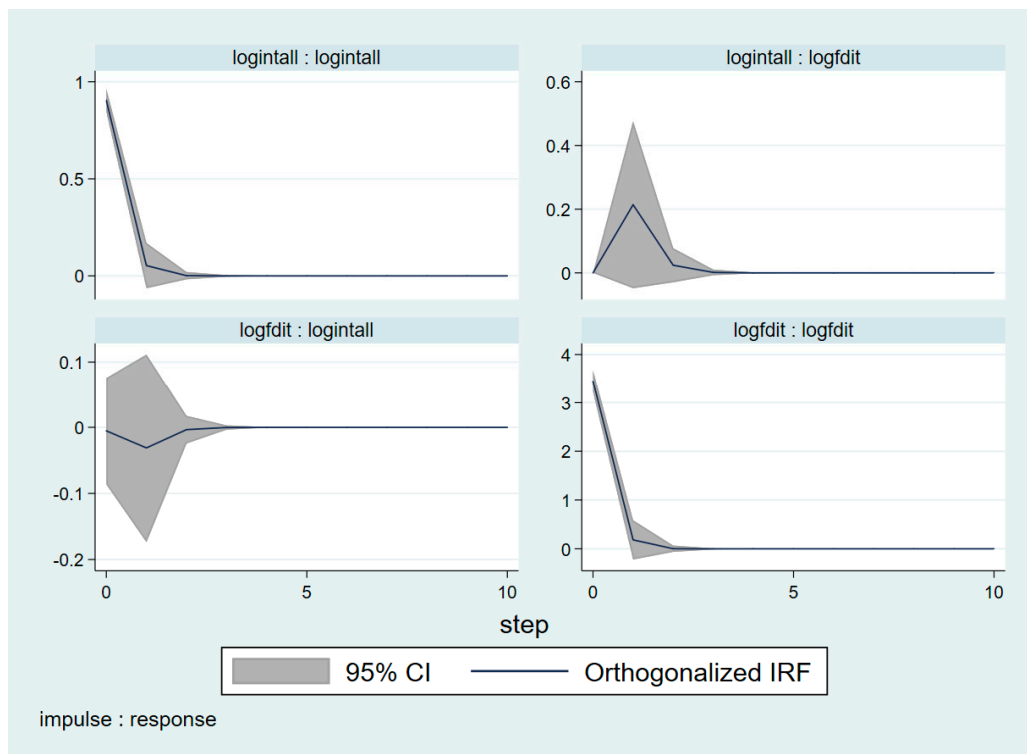 logintall : logintall
logintall : logfdit
1
0.5
0
0.6
0.4
0.2
0
logfdit : logintall
logfdit : logfdit
0.1
0
-0.1
-0.2
4
3
2
1
0
0 5 10
0 5 10
step
95% CI Orthogonalized IRF
impulse : response